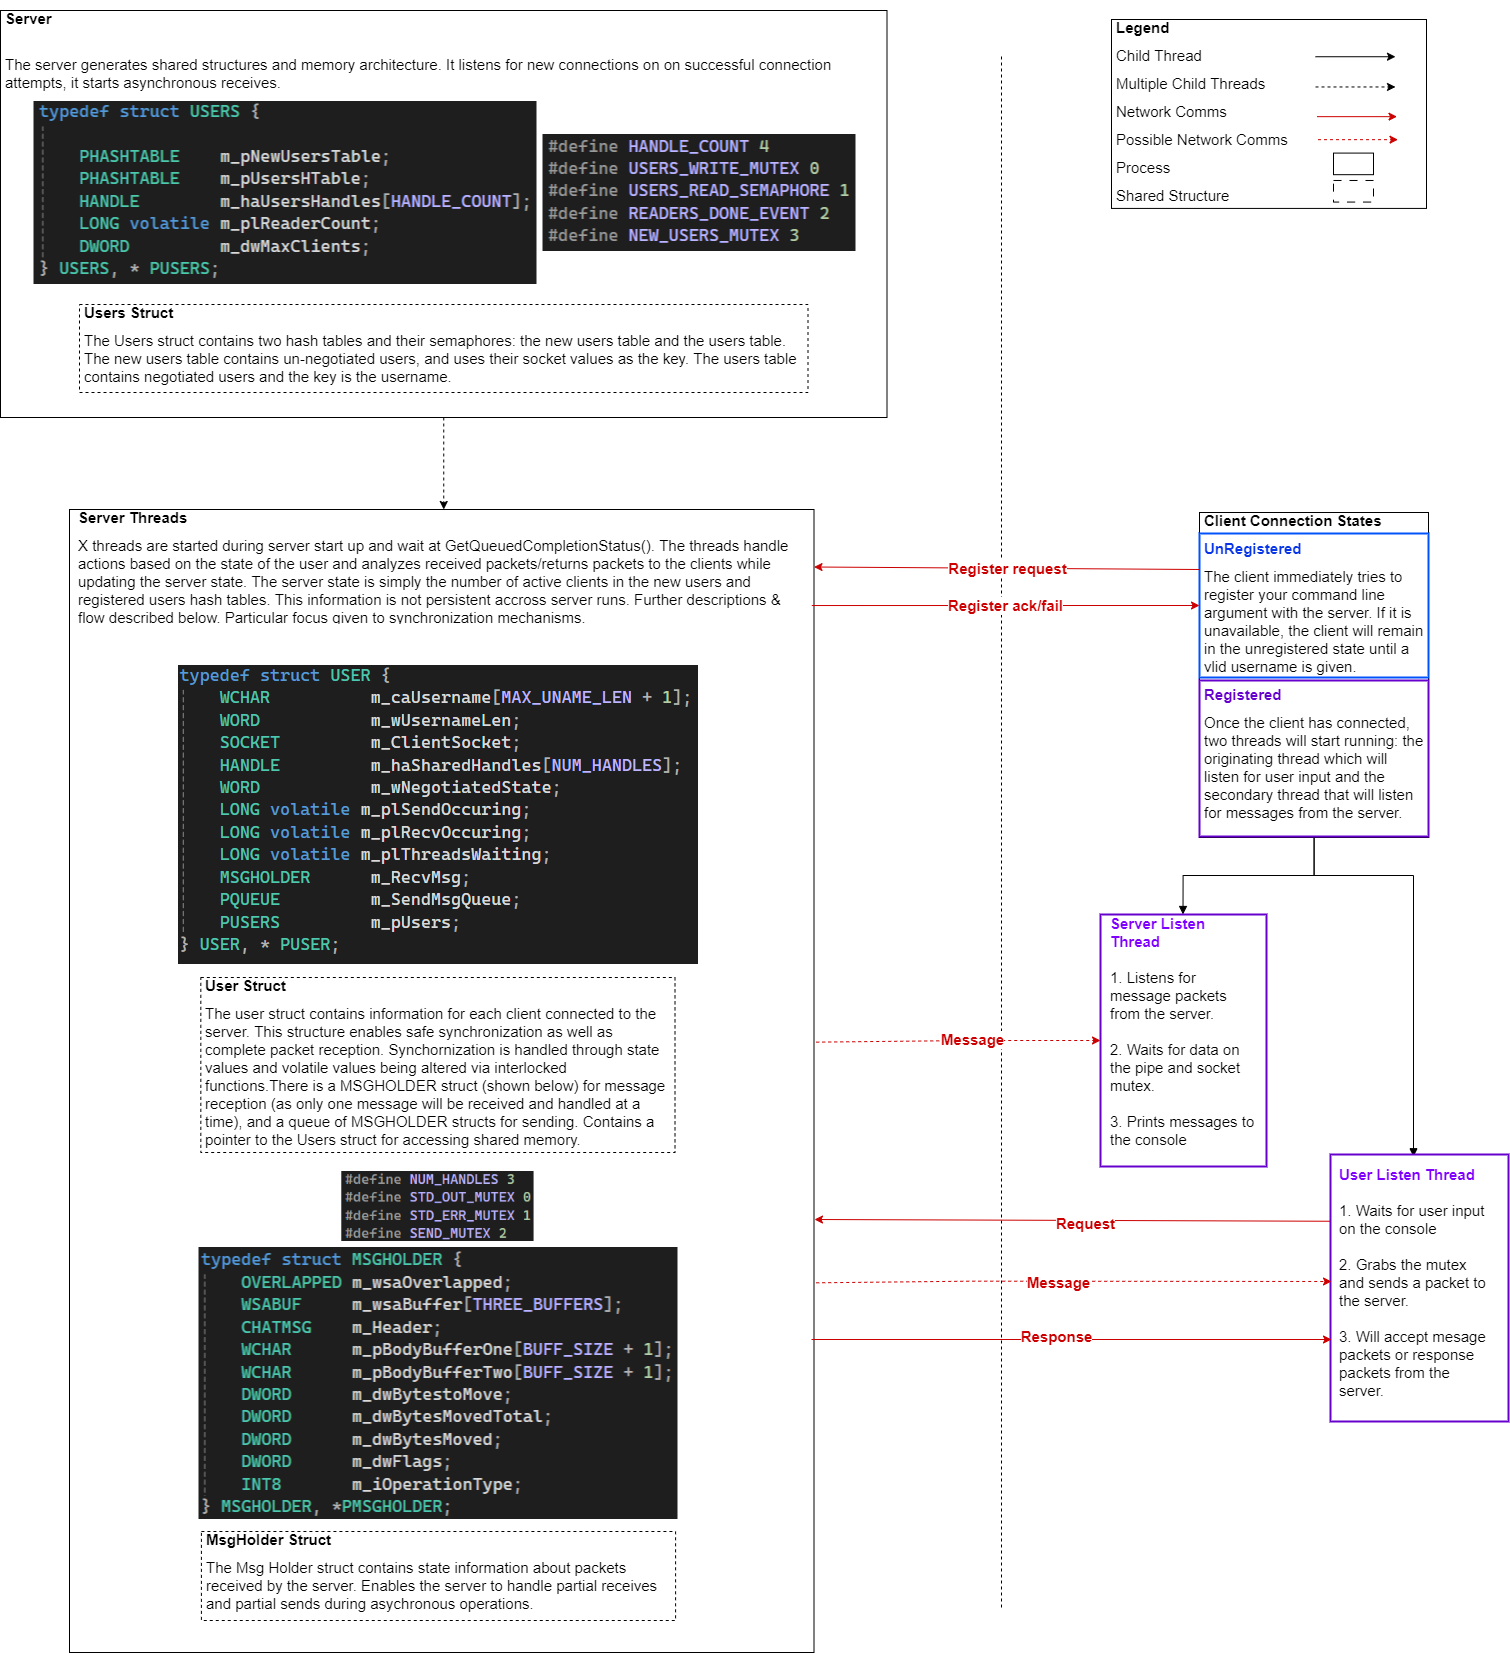 Server
The server generates shared structures and memory architecture. It listens for new connections on on successful connection
attempts, it starts asynchronous receives.
typedef struct USERS {
PHASHTABLE m_pNewUsersTable;
PHASHTABLE m_pUsersHTable;
HANDLE m_haUsersHandles[HANDLE_COUNT];
LONG volatile m_plReaderCount;
DWORD m_dwMaxClients;
} USERS, * PUSERS;
#define HANDLE_COUNT 4
#define USERS_WRITE_MUTEX 0
#define USERS_READ_SEMAPHORE 1
#define READERS_DONE_EVENT 2
#define NEW_USERS_MUTEX 3
Users Struct
The Users struct contains two hash tables and their semaphores: the new users table and the users table.
The new users table contains un-negotiated users, and uses their socket values as the key. The users table
contains negotiated users and the key is the username.
Legend
Child Thread
Multiple Child Threads
Network Comms
Possible Network Comms
Process
Shared Structure
Server Threads
X threads are started during server start up and wait at GetQueuedCompletionStatus(). The threads handle
actions based on the state of the user and analyzes received packets/returns packets to the clients while
updating the server state. The server state is simply the number of active clients in the new users and
registered users hash tables. This information is not persistent accross server runs. Further descriptions &
flow described below. Particular focus given to synchronization mechanisms.
typedef struct USER {
WCHAR m_caUsername[MAX_UNAME_LEN + 1];
WORD m_wUsernameLen;
SOCKET m_ClientSocket;
HANDLE m_haSharedHandles[NUM_HANDLES];
WORD m_wNegotiatedState;
LONG volatile m_plSendOccuring;
LONG volatile m_plRecvOccuring;
LONG volatile m_plThreadsWaiting;
MSGHOLDER m_RecvMsg;
PQUEUE m_SendMsgQueue;
PUSERS m_pUsers;
} USER, * PUSER;
User Struct
The user struct contains information for each client connected to the
server. This structure enables safe synchronization as well as
complete packet reception. Synchornization is handled through state
values and volatile values being altered via interlocked
functions.There is a MSGHOLDER struct (shown below) for message
reception (as only one message will be received and handled at a
time), and a queue of MSGHOLDER structs for sending. Contains a
pointer to the Users struct for accessing shared memory.
#define NUM_HANDLES 3
#define STD_OUT_MUTEX 0
#define STD_ERR_MUTEX 1
#define SEND_MUTEX 2
typedef struct MSGHOLDER {
OVERLAPPED m_wsaOverlapped;
WSABUF m_wsaBuffer[THREE_BUFFERS];
CHATMSG m_Header;
WCHAR m_pBodyBufferOne[BUFF_SIZE + 1];
WCHAR m_pBodyBufferTwo[BUFF_SIZE + 1];
DWORD m_dwBytestoMove;
DWORD m_dwBytesMovedTotal;
DWORD m_dwBytesMoved;
DWORD m_dwFlags;
INT8 m_iOperationType;
} MSGHOLDER, *PMSGHOLDER;
MsgHolder Struct
The Msg Holder struct contains state information about packets
received by the server. Enables the server to handle partial receives
and partial sends during asychronous operations.
Register request
Register ack/fail
Message
Request
Message
Response
Client Connection States
UnRegistered
The client immediately tries to
register your command line
argument with the server. If it is
unavailable, the client will remain
in the unregistered state until a
vlid username is given.
Registered
Once the client has connected,
two threads will start running: the
originating thread which will
listen for user input and the
secondary thread that will listen
for messages from the server.
Server Listen
Thread
1. Listens for
message packets
from the server.
2. Waits for data on
the pipe and socket
mutex.
3. Prints messages to
the console
User Listen Thread
1. Waits for user input
on the console
2. Grabs the mutex
and sends a packet to
the server.
3. Will accept mesage
packets or response
packets from the
server.